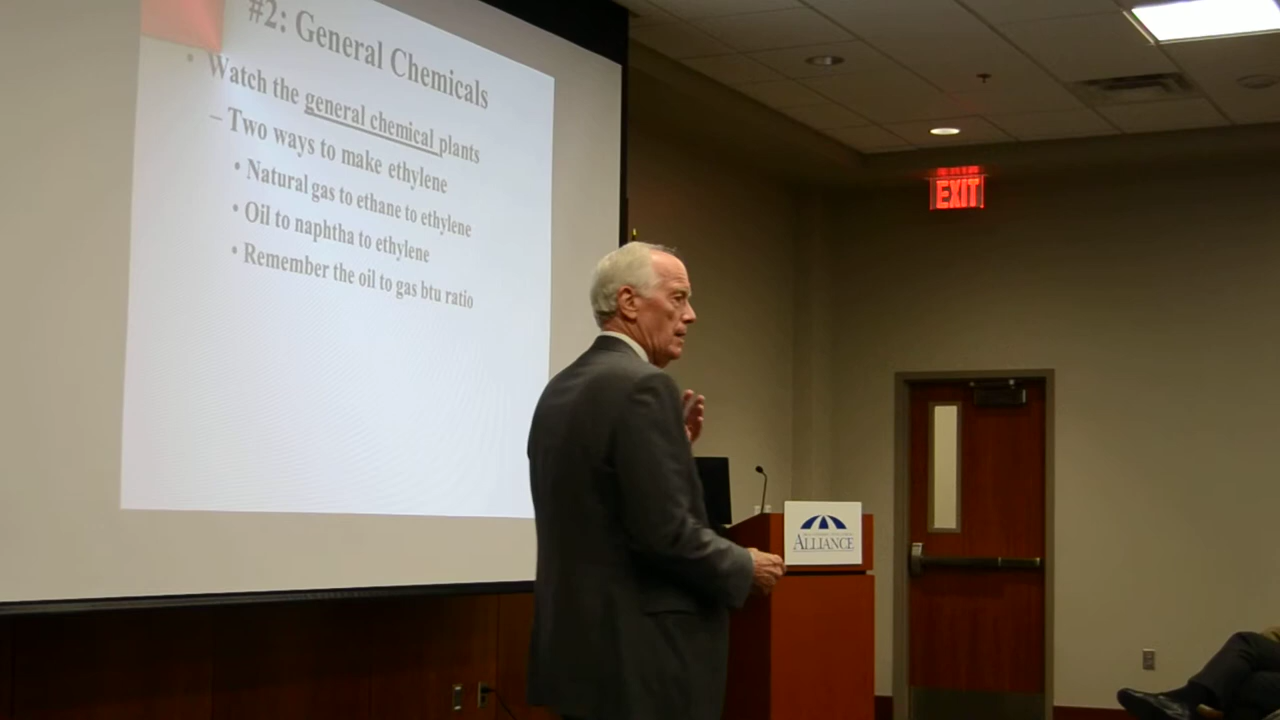 #2: General Chemicals
• Watch the general chemical plants
– Two ways to make ethylene
• Natural gas to ethane to ethylene
• Oil to naphtha to ethylene
• Remember the oil to gas btu ratio
EXIT
ALLIANCE